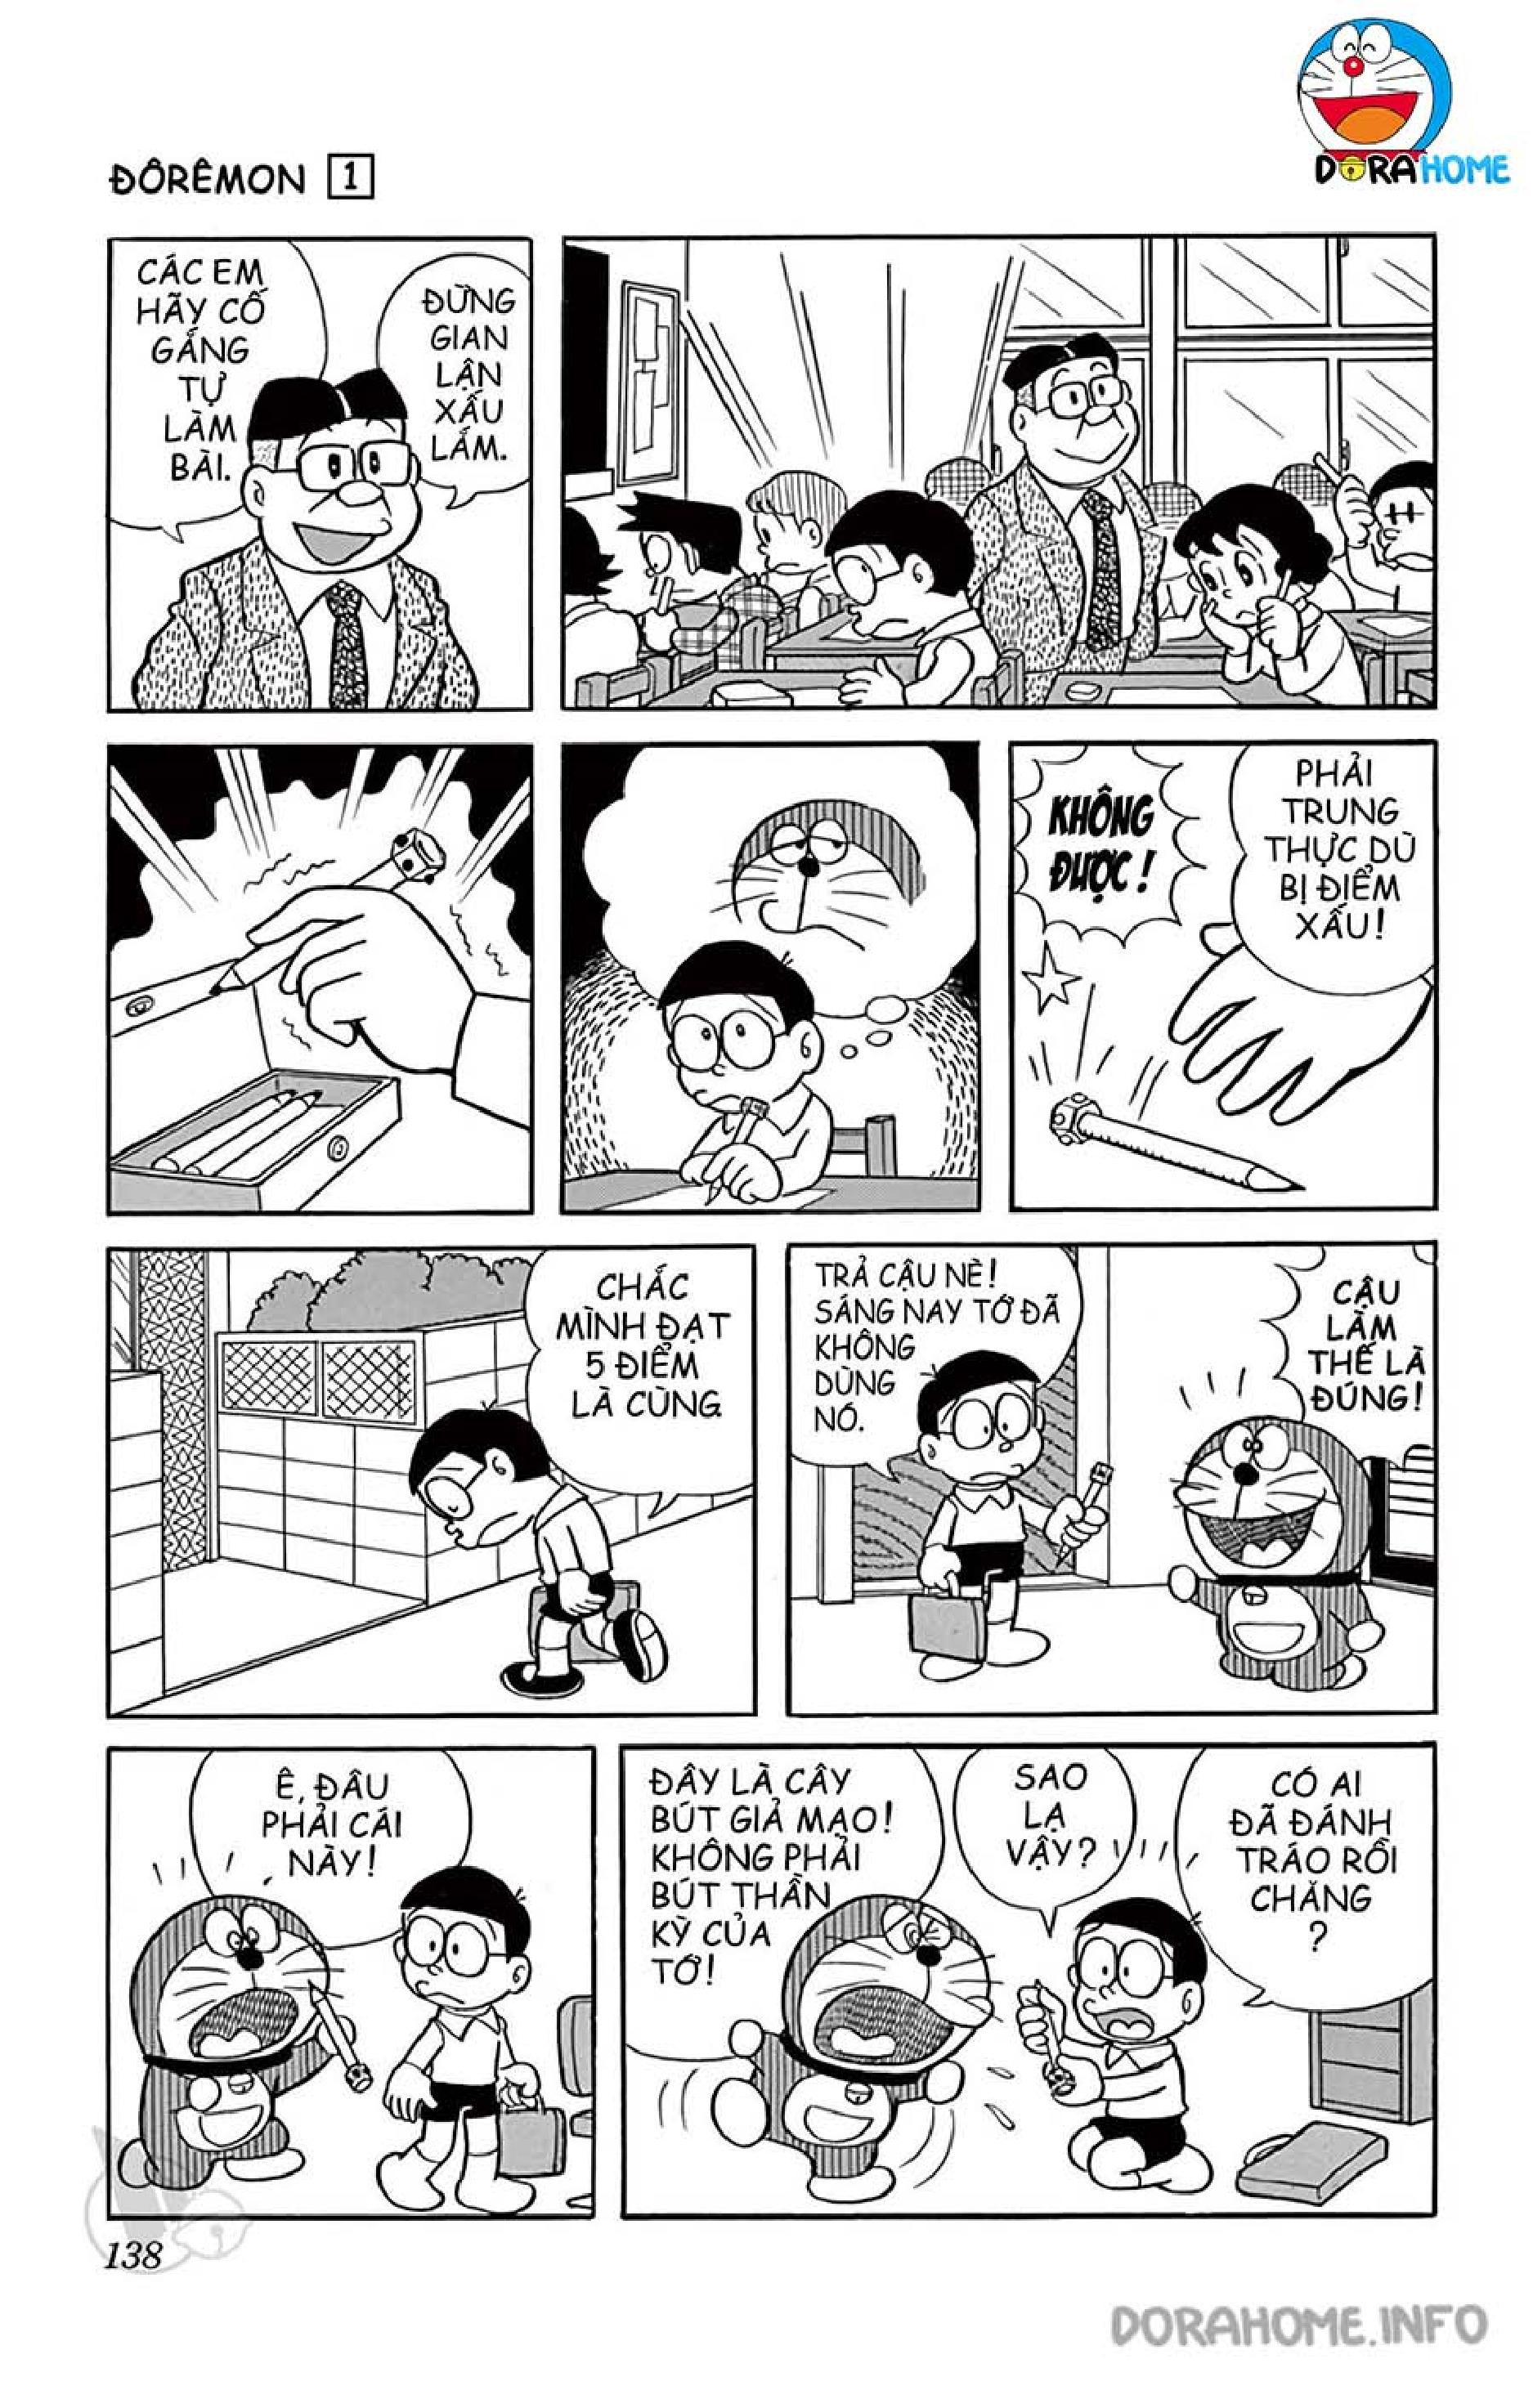 DORAHOME
ĐÔRÊMON 1
CÁC EM
HÃY CỐ
GẮNG
TỰ
LÀM
BÀI.
ĐỪNG
GIAN
LẬN
XẤU
LẮM.
KHÔNG
ĐƯỢC!
PHẢI
TRUNG
THỰC DÙ
BỊ ĐIỂM
XẤU!
CHẮC
MÌNH ĐẠT
5 ĐIỂM
LÀ CÙNG
TRẢ CẬU NÈ!
SÁNG NAY TỚ ĐÃ
KHÔNG
DÙNG
NÓ.
CẬU
LÀM
THẾ LÀ
ĐÚNG!
Ê, ĐÂU
PHẢI CÁI
NÀY!
ĐÂY LÀ CÂY
BÚT GIẢ MẠO!
KHÔNG PHẢI
BÚT THẦN
KỲ CỦA
TỚ!
SAO
LẠ
VẬY?
CÓ AI
ĐÃ ĐÁNH
TRÁO RỒI
CHĂNG
?
138
DORAHOME.INFO